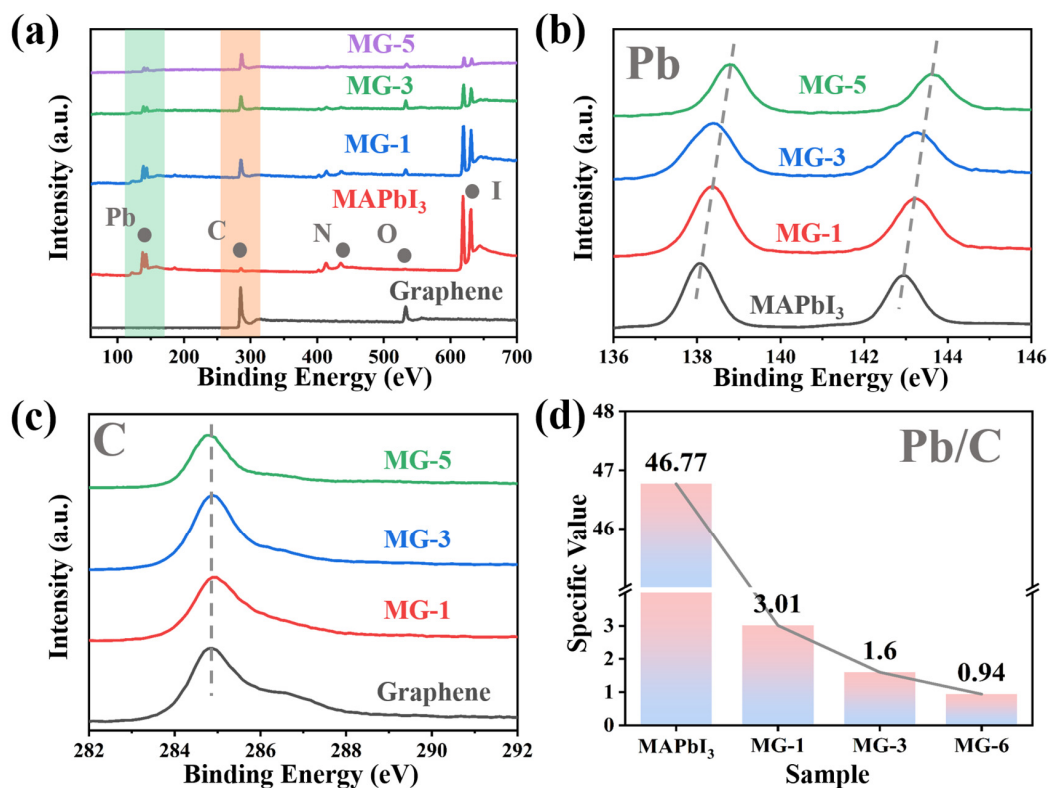 (a)
MG-5
MG-3
MG-1
MAPbI₃
Pb
C
N
O
I
Graphene
Intensity (a.u.)
100 200 300 400 500 600 700
Binding Energy (eV)
(b)
Pb
MG-5
MG-3
MG-1
MAPbI₃
Intensity (a.u.)
136 138 140 142 144 146
Binding Energy (eV)
(c)
C
MG-5
MG-3
MG-1
Graphene
Intensity (a.u.)
282 284 286 288 290 292
Binding Energy (eV)
(d)
Pb/C
48
47
46
3
2
1
0
Specific Value
46.77
3.01
1.6
0.94
MAPbI₃ MG-1 MG-3 MG-6
Sample